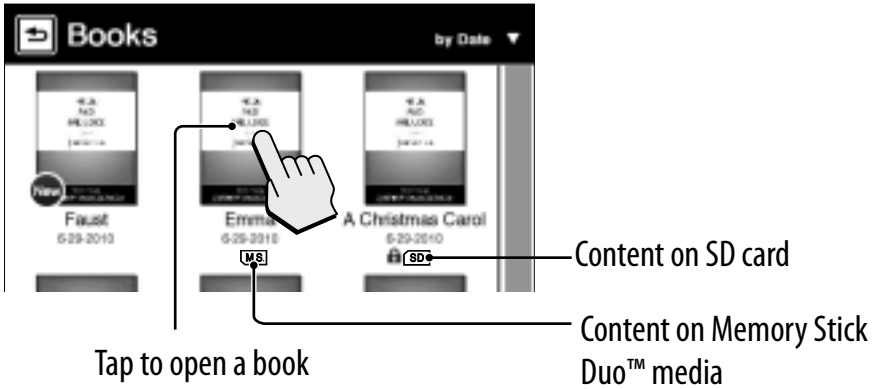 Books
by Date ▼
New
Faust
Emma
A Christmas Carol
6-29-2010
6-29-2010
6-29-2010
MS
SD
Content on SD card
Content on Memory Stick
Duo™ media
Tap to open a book